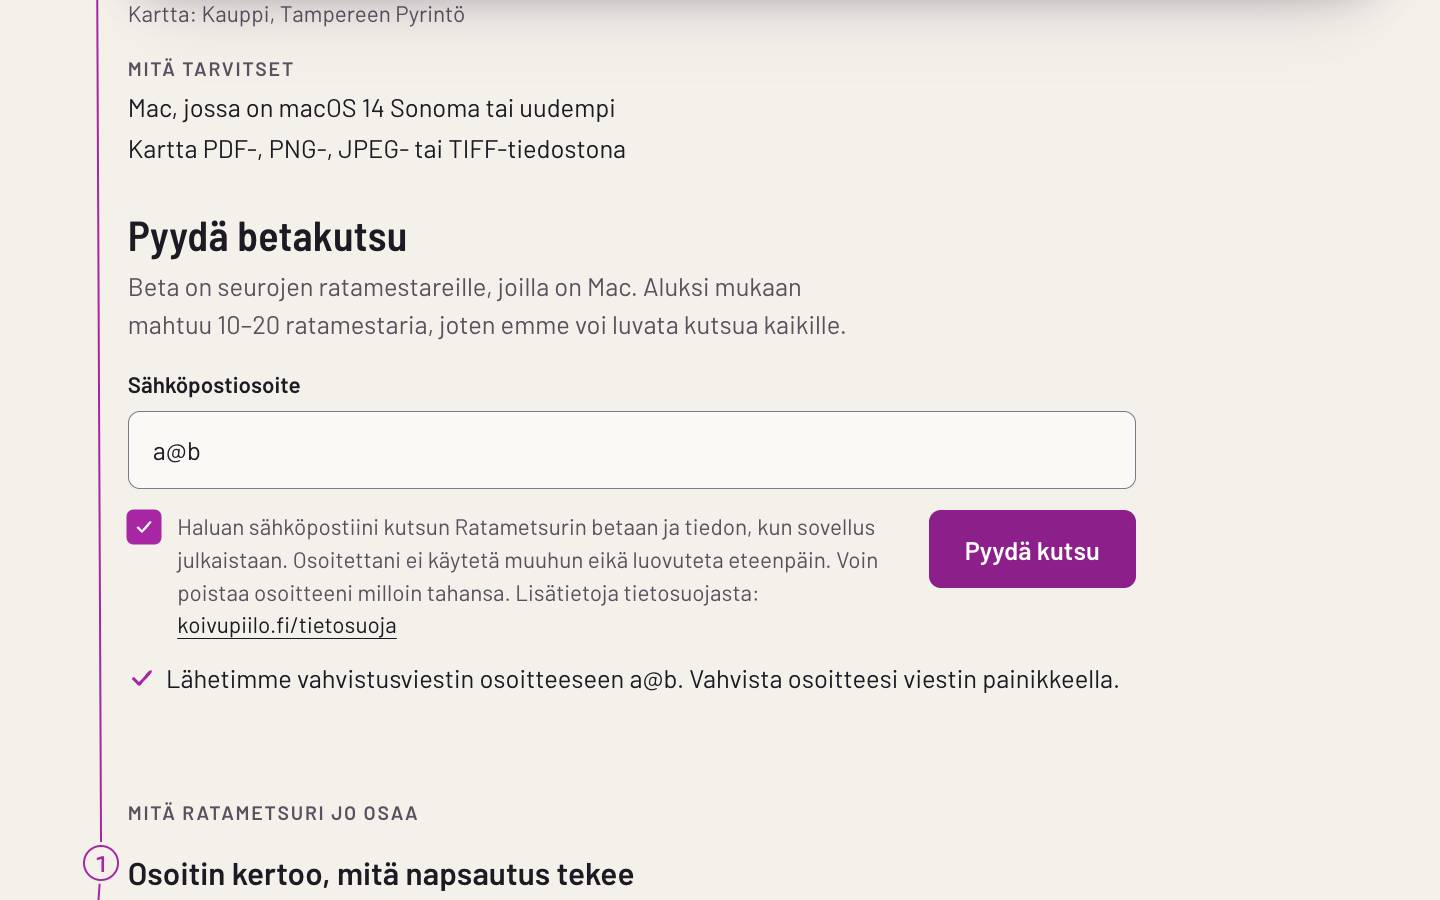 Kartta: Kauppi, Tampereen Pyrintö
MITÄ TARVITSET
Mac, jossa on macOS 14 Sonoma tai uudempi
Kartta PDF-, PNG-, JPEG- tai TIFF-tiedostona
Pyydä betakutsu
Beta on seurojen ratamestareille, joilla on Mac. Aluksi mukaan
mahtuu 10–20 ratamestaria, joten emme voi luvata kutsua kaikille.
Sähköpostiosoite
a@b
Haluan sähköpostiini kutsun Ratametsurin betaan ja tiedon, kun sovellus
julkaistaan. Osoitettani ei käytetä muuhun eikä luovuteta eteenpäin. Voin
poistaa osoitteeni milloin tahansa. Lisätietoja tietosuojasta:
koivupiilo.fi/tietosuoja
Pyydä kutsu
Lähetimme vahvistusviestin osoitteeseen a@b. Vahvista osoitteesi viestin painikkeella.
MITÄ RATAMETSURI JO OSAA
1 Osoitin kertoo, mitä napsautus tekee